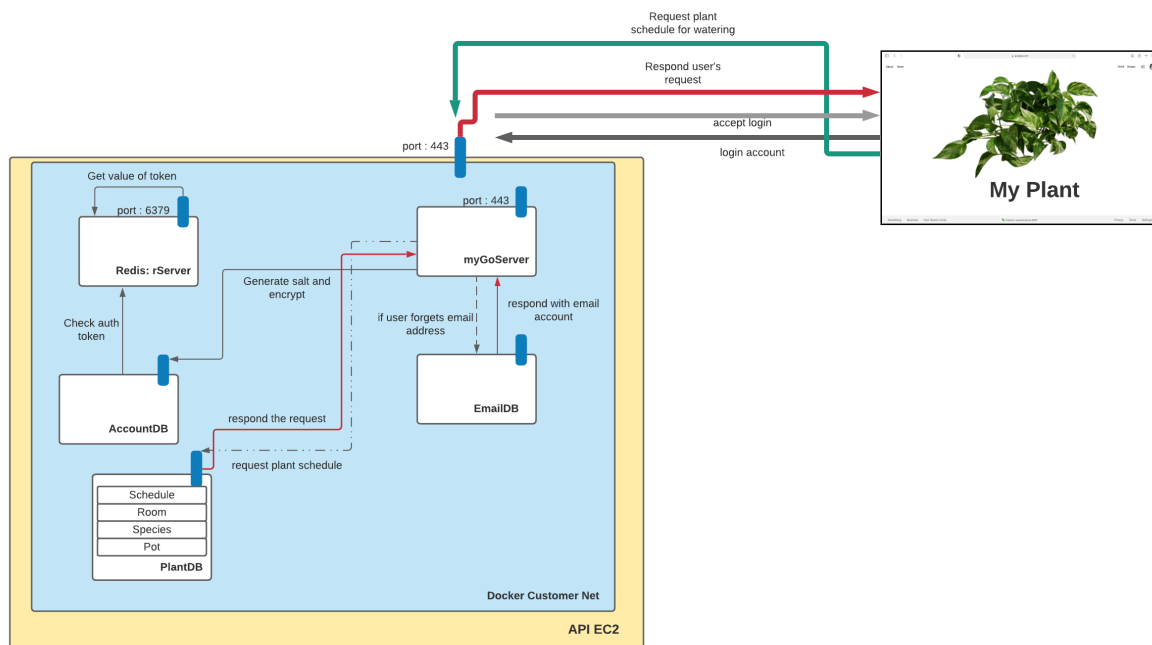 Request plant
schedule for watering
Respond user's
request
accept login
login account
port : 443
My Plant
Get value of token
port : 6379
Redis: rServer
port : 443
myGoServer
Generate salt and
encrypt
Check auth
token
if user forgets email
address
respond with email
account
AccountDB
EmailDB
respond the request
request plant schedule
Schedule
Room
Species
Pot
PlantDB
Docker Customer Net
API EC2